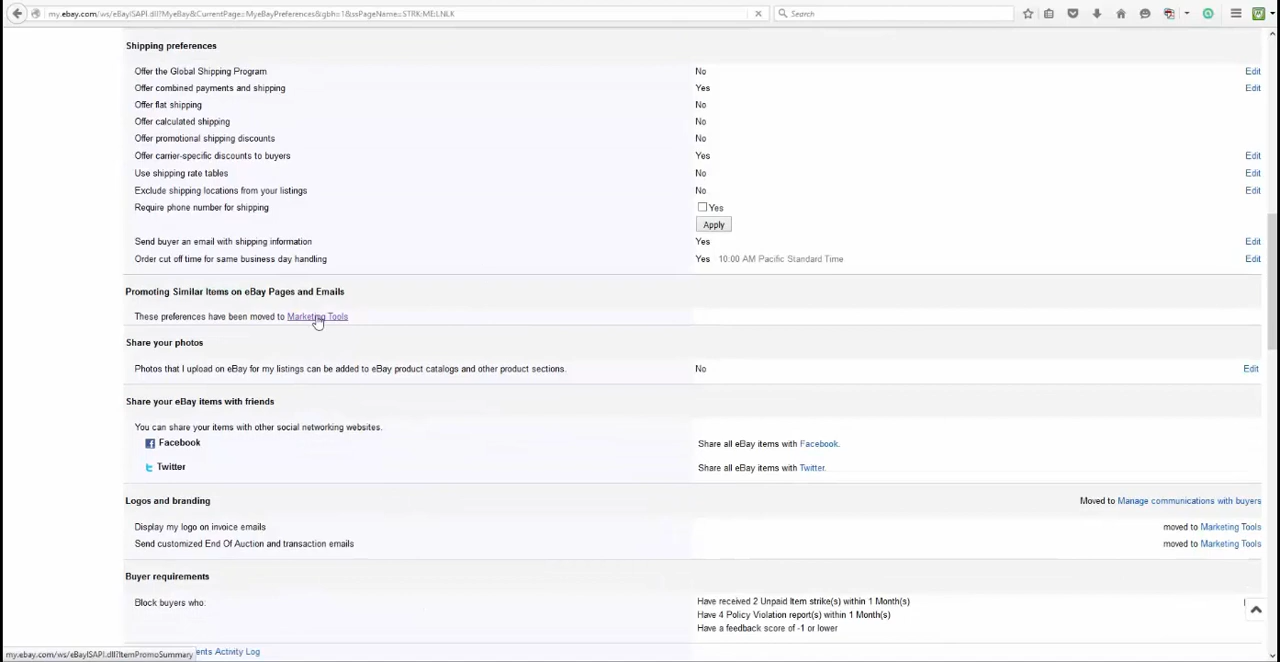 my.ebay.com/ws/eBayISAPI.dll?MyeBay&CurrentPage=MyeBayPreferences&igbh=1&ssPageName=STRK:ME:LNLK
Search
Shipping preferences
Offer the Global Shipping Program No Edit
Offer combined payments and shipping Yes Edit
Offer flat shipping No
Offer calculated shipping No
Offer promotional shipping discounts No
Offer carrier-specific discounts to buyers Yes Edit
Use shipping rate tables No Edit
Exclude shipping locations from your listings No Edit
Require phone number for shipping Yes
Apply
Send buyer an email with shipping information Yes Edit
Order cut off time for same business day handling Yes 10:00 AM Pacific Standard Time Edit
Promoting Similar Items on eBay Pages and Emails
These preferences have been moved to Marketing Tools
Share your photos
Photos that I upload on eBay for my listings can be added to eBay product catalogs and other product sections. No Edit
Share your eBay items with friends
You can share your items with other social networking websites.
Facebook Share all eBay items with Facebook.
Twitter Share all eBay items with Twitter.
Logos and branding Moved to Manage communications with buyers
Display my logo on invoice emails moved to Marketing Tools
Send customized End Of Auction and transaction emails moved to Marketing Tools
Buyer requirements
Block buyers who: Have received 2 Unpaid Item strike(s) within 1 Month(s)
Have 4 Policy Violation report(s) within 1 Month(s)
Have a feedback score of -1 or lower
my.ebay.com/ws/eBayISAPI.dll?ItemPromoSummary ents Activity Log